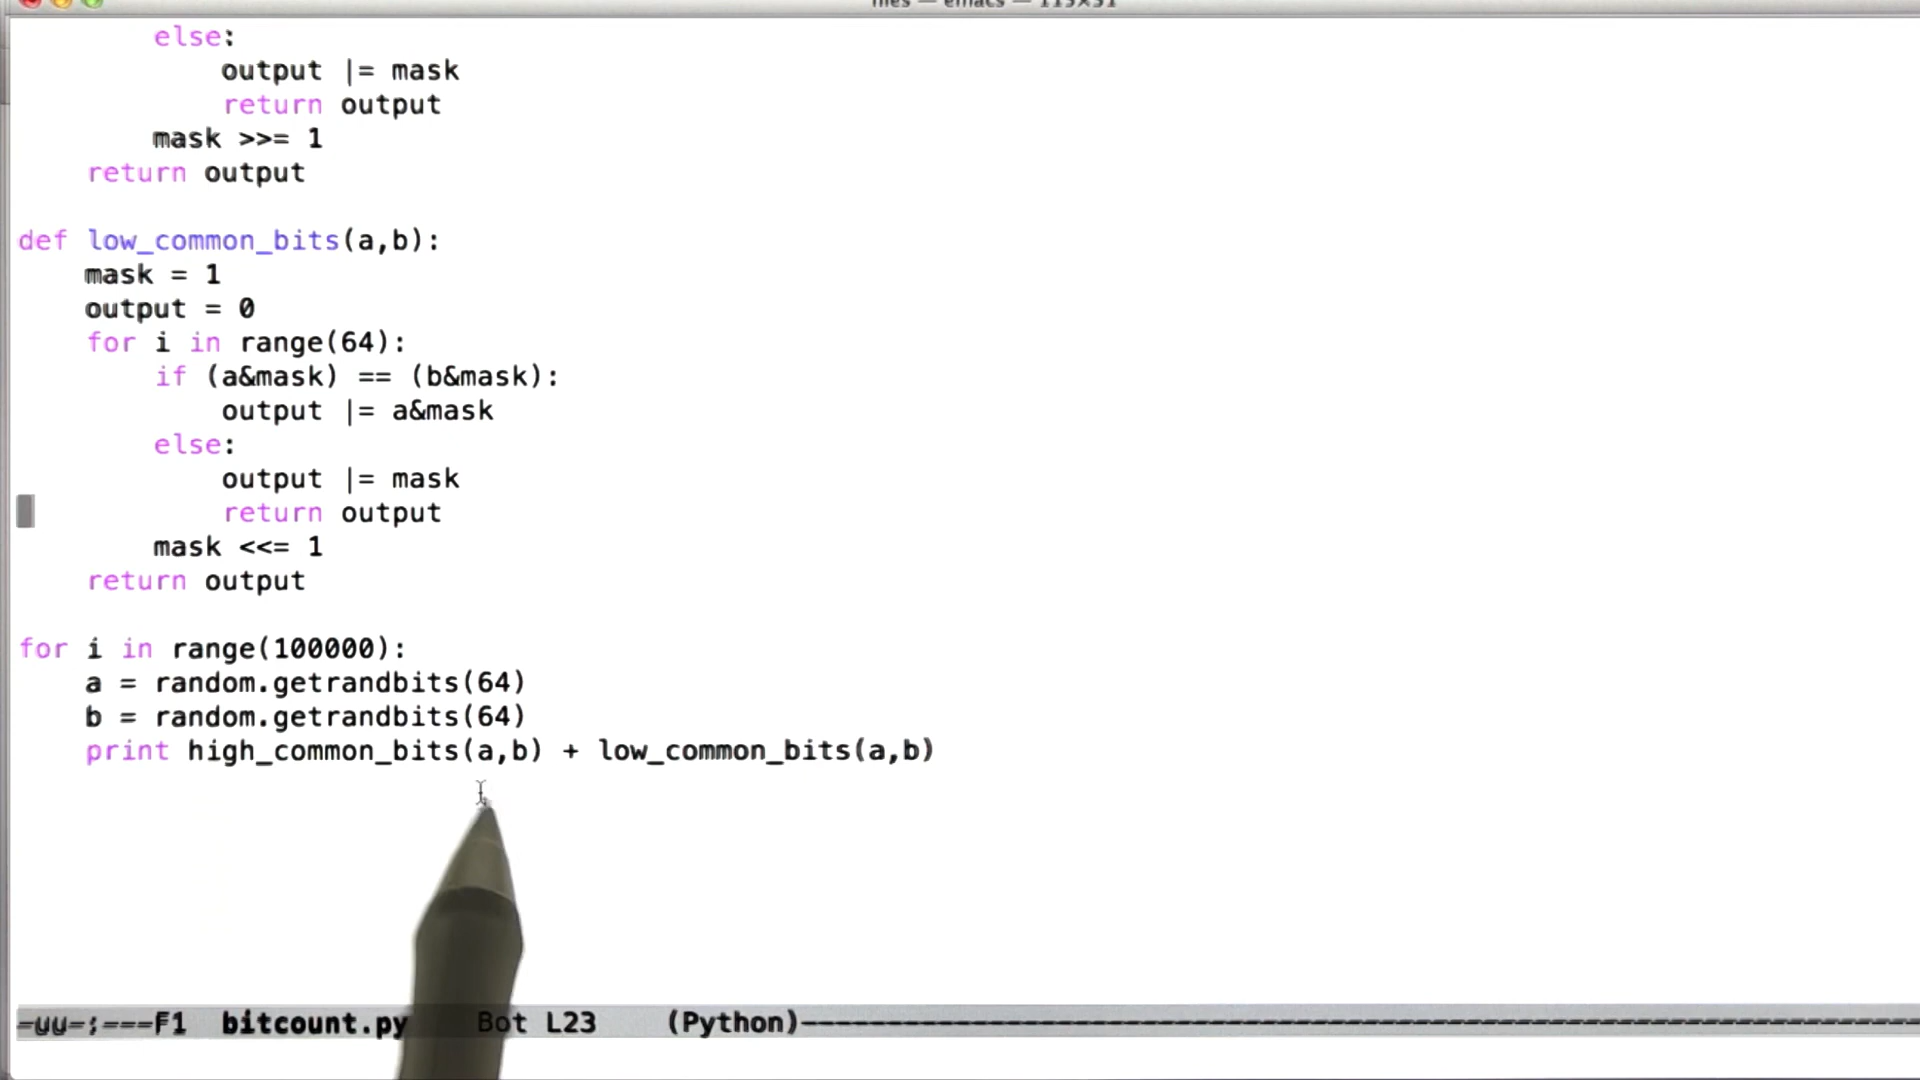 else:
output |= mask
return output
mask >>= 1
return output
def low_common_bits(a,b):
mask = 1
output = 0
for i in range(64):
if (a&mask) == (b&mask):
output |= a&mask
else:
output |= mask
return output
mask <<= 1
return output
for i in range(100000):
a = random.getrandbits(64)
b = random.getrandbits(64)
print high_common_bits(a,b) + low_common_bits(a,b)
-uu-:---F1 bitcount.py Bot L23 (Python)